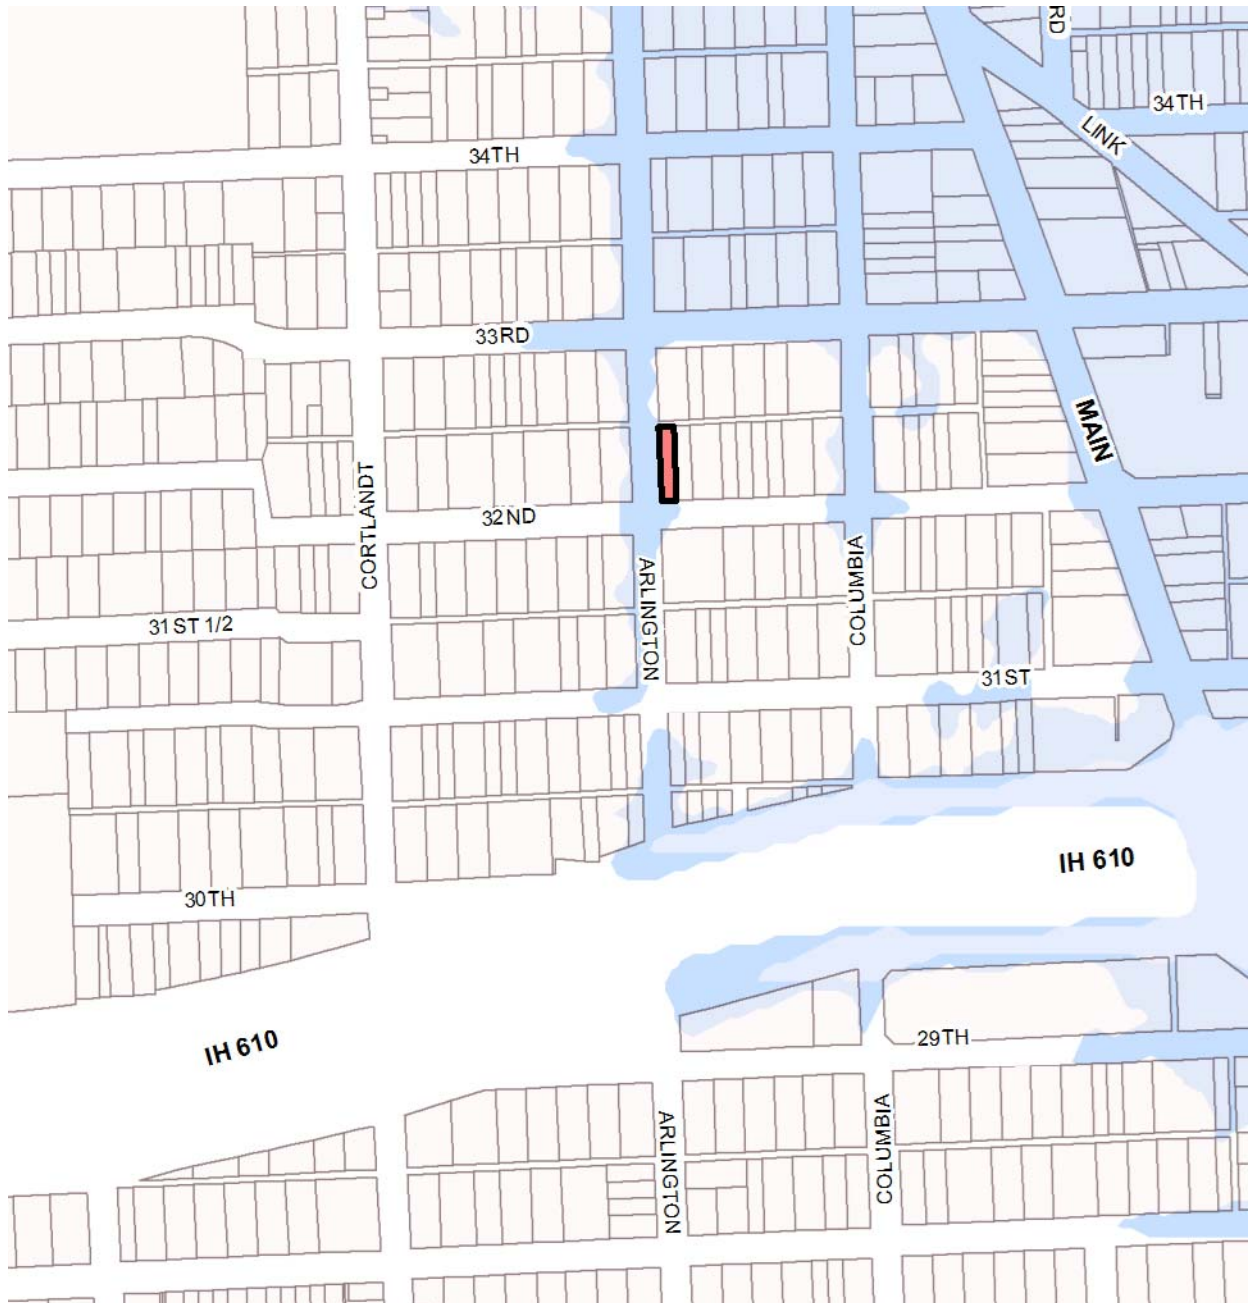 RD
34TH
LINK
34TH
33RD
MAIN
CORTLANDT
32ND
ARLINGTON
COLUMBIA
31ST 1/2
31ST
IH 610
30TH
IH 610
29TH
ARLINGTON
COLUMBIA